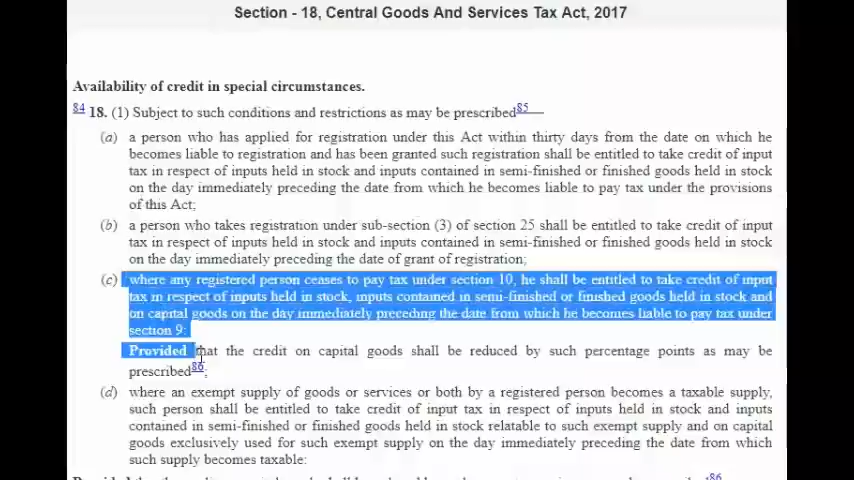 Section - 18, Central Goods And Services Tax Act, 2017
Availability of credit in special circumstances.
84 18. (1) Subject to such conditions and restrictions as may be prescribed85—
(a) a person who has applied for registration under this Act within thirty days from the date on which he
becomes liable to registration and has been granted such registration shall be entitled to take credit of input
tax in respect of inputs held in stock and inputs contained in semi-finished or finished goods held in stock
on the day immediately preceding the date from which he becomes liable to pay tax under the provisions
of this Act;
(b) a person who takes registration under sub-section (3) of section 25 shall be entitled to take credit of input
tax in respect of inputs held in stock and inputs contained in semi-finished or finished goods held in stock
on the day immediately preceding the date of grant of registration;
(c) where any registered person ceases to pay tax under section 10, he shall be entitled to take credit of input
tax in respect of inputs held in stock, inputs contained in semi-finished or finished goods held in stock and
on capital goods on the day immediately preceding the date from which he becomes liable to pay tax under
section 9:
Provided that the credit on capital goods shall be reduced by such percentage points as may be
prescribed86;
(d) where an exempt supply of goods or services or both by a registered person becomes a taxable supply,
such person shall be entitled to take credit of input tax in respect of inputs held in stock and inputs
contained in semi-finished or finished goods held in stock relatable to such exempt supply and on capital
goods exclusively used for such exempt supply on the day immediately preceding the date from which
such supply becomes taxable:
86